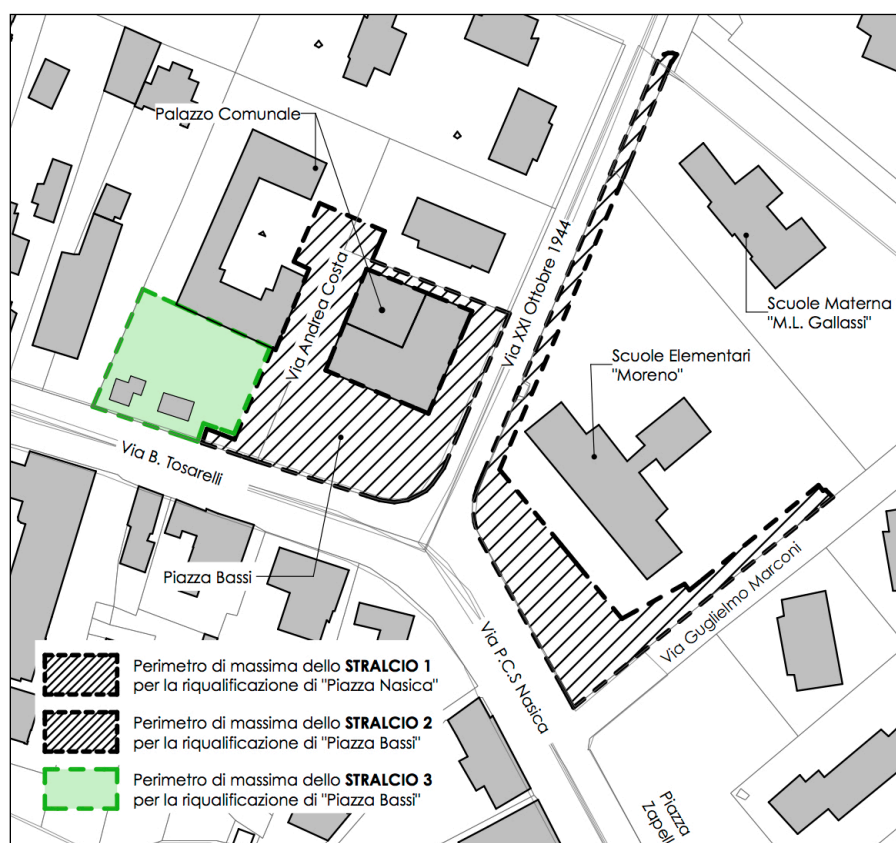 Palazzo Comunale
Via Andrea Costa
Via XXI Ottobre 1944
Scuole Materna
"M.L. Gallassi"
Scuole Elementari
"Moreno"
Via B. Tosarelli
Piazza Bassi
Via Guglielmo Marconi
Via P.C.S Nasica
Piazza
Zapell
Perimetro di massima dello STRALCIO 1
per la riqualificazione di "Piazza Nasica"
Perimetro di massima dello STRALCIO 2
per la riqualificazione di "Piazza Bassi"
Perimetro di massima dello STRALCIO 3
per la riqualificazione di "Piazza Bassi"